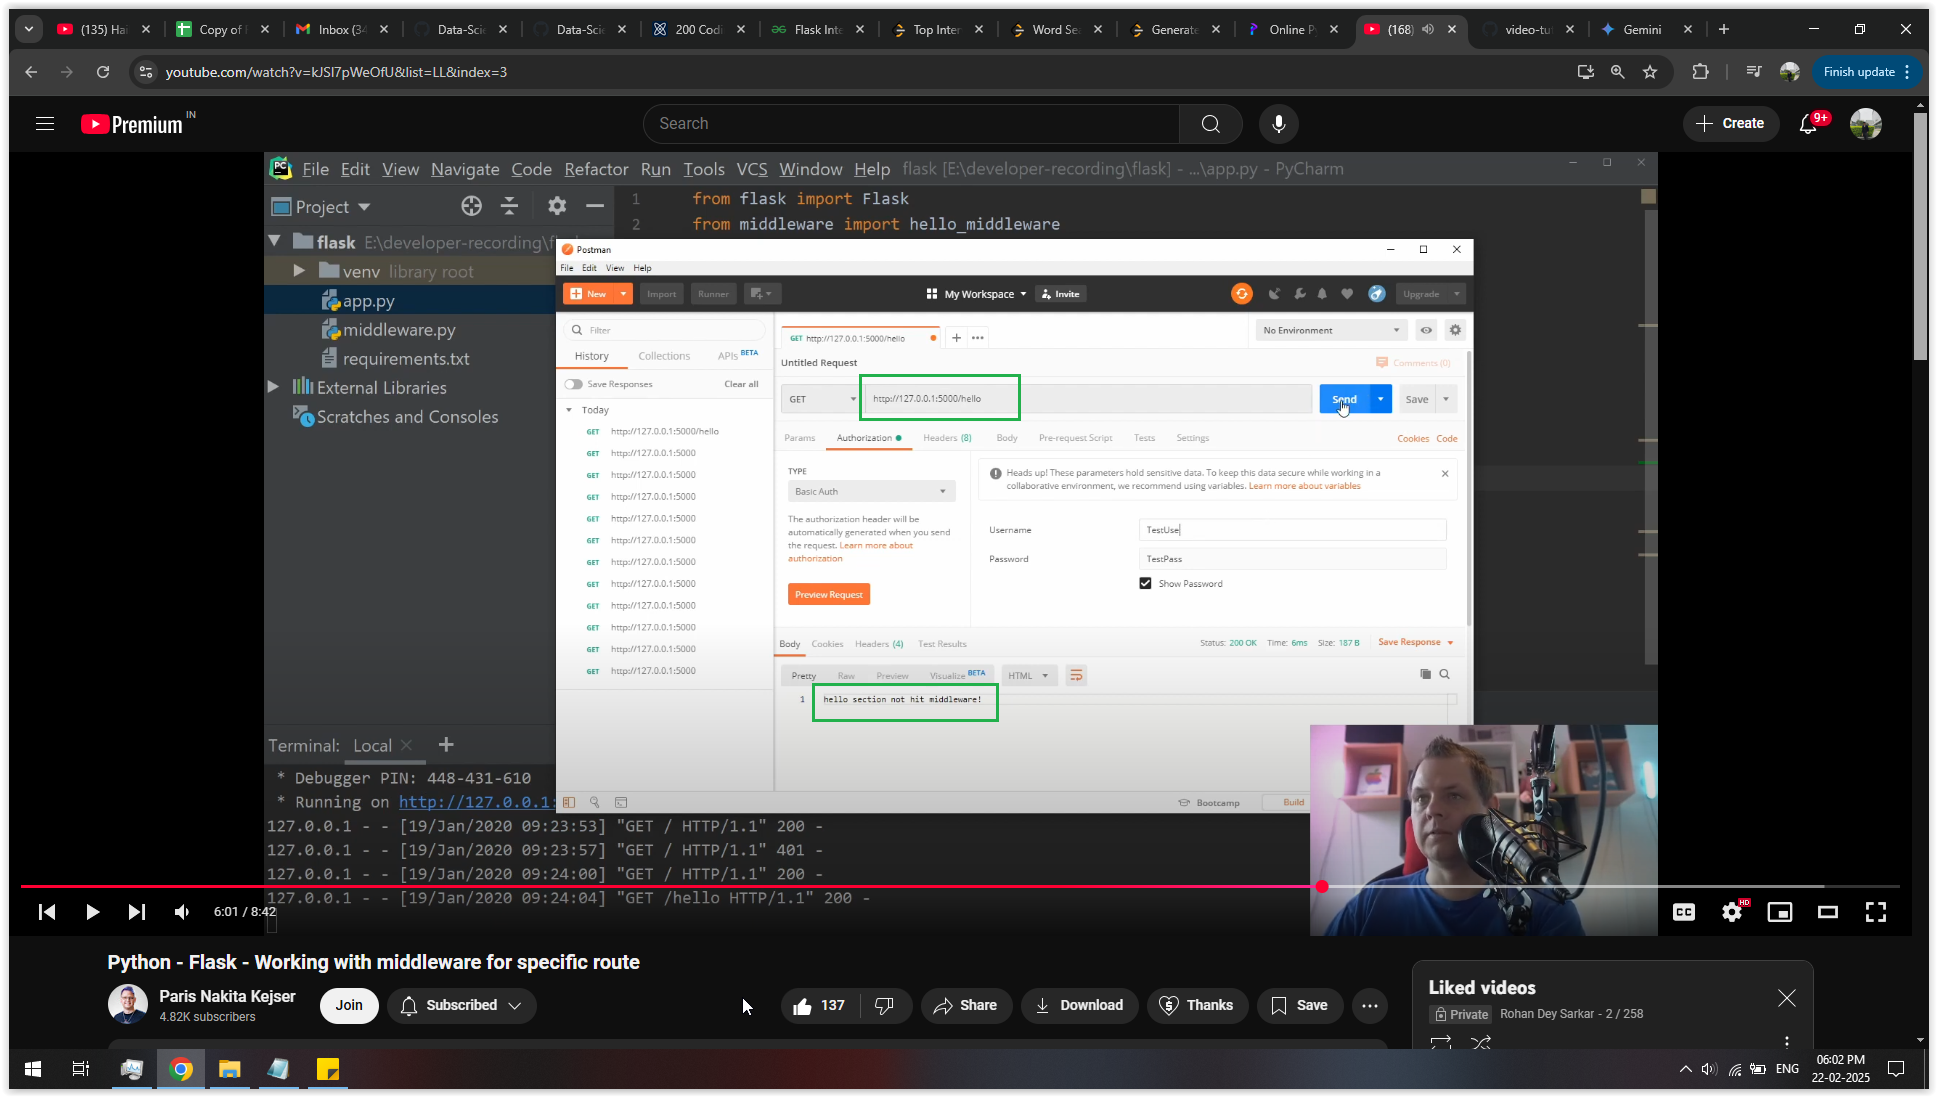 (135) Hai
Copy of
Inbox (34
Data-Scie
Data-Scie
200 Codi
Flask Inte
Top Inter
Word Sea
Generate
Online P
(168)
video-tut
Gemini
youtube.com/watch?v=kJSl7pWeOfU&list=LL&index=3
Finish update
Premium IN
Search
Create
9+
PC File Edit View Navigate Code Refactor Run Tools VCS Window Help flask [E:\developer-recording\flask] - ...\app.py - PyCharm
Project
1 from flask import Flask
2 from middleware import hello_middleware
flask E:\developer-recording\fl
venv library root
app.py
middleware.py
requirements.txt
External Libraries
Scratches and Consoles
Postman
File Edit View Help
New Import Runner My Workspace Invite Upgrade
Filter
History Collections APIs BETA
Save Responses Clear all
Today
GET http://127.0.0.1:5000/hello
GET http://127.0.0.1:5000
GET http://127.0.0.1:5000
GET http://127.0.0.1:5000
GET http://127.0.0.1:5000
GET http://127.0.0.1:5000
GET http://127.0.0.1:5000
GET http://127.0.0.1:5000
GET http://127.0.0.1:5000
GET http://127.0.0.1:5000
GET http://127.0.0.1:5000
GET http://127.0.0.1:5000
GET http://127.0.0.1:5000/hello
No Environment
Untitled Request
Comments (0)
GET http://127.0.0.1:5000/hello Send Save
Params Authorization Headers (8) Body Pre-request Script Tests Settings Cookies Code
TYPE
Basic Auth
The authorization header will be
automatically generated when you send
the request. Learn more about
authorization
Preview Request
Heads up! These parameters hold sensitive data. To keep this data secure while working in a
collaborative environment, we recommend using variables. Learn more about variables
Username TestUse
Password TestPass
Show Password
Body Cookies Headers (4) Test Results Status: 200 OK Time: 6ms Size: 187 B Save Response
Pretty Raw Preview Visualize BETA HTML
1 hello section not hit middleware!
Bootcamp Build
Terminal: Local
* Debugger PIN: 448-431-610
* Running on http://127.0.0.1:
127.0.0.1 - - [19/Jan/2020 09:23:53] "GET / HTTP/1.1" 200 -
127.0.0.1 - - [19/Jan/2020 09:23:57] "GET / HTTP/1.1" 401 -
127.0.0.1 - - [19/Jan/2020 09:24:00] "GET / HTTP/1.1" 200 -
127.0.0.1 - - [19/Jan/2020 09:24:04] "GET /hello HTTP/1.1" 200 -
6:01 / 8:42
CC
HD
Python - Flask - Working with middleware for specific route
Paris Nakita Kejser
4.82K subscribers
Join
Subscribed
137
Share
Download
Thanks
Save
Liked videos
Private Rohan Dey Sarkar - 2 / 258
ENG
06:02 PM
22-02-2025